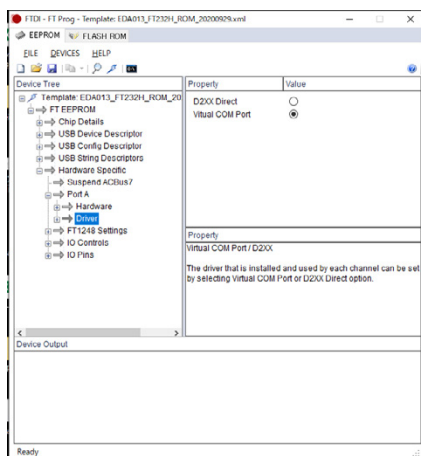 FTDI - FT Prog - Template: EDA013_FT232H_ROM_20200929.xml
EEPROM
FLASH ROM
FILE DEVICES HELP
Device Tree
Template: EDA013_FT232H_ROM_20
FT EEPROM
Chip Details
USB Device Descriptor
USB Config Descriptor
USB String Descriptors
Hardware Specific
Suspend ACBus7
Port A
Hardware
Driver
FT1248 Settings
IO Controls
IO Pins
Property Value
D2XX Direct
Vitual COM Port
Property
Virtual COM Port / D2XX
The driver that is installed and used by each channel can be set
by selecting Virtual COM Port or D2XX Direct option.
Device Output
Ready